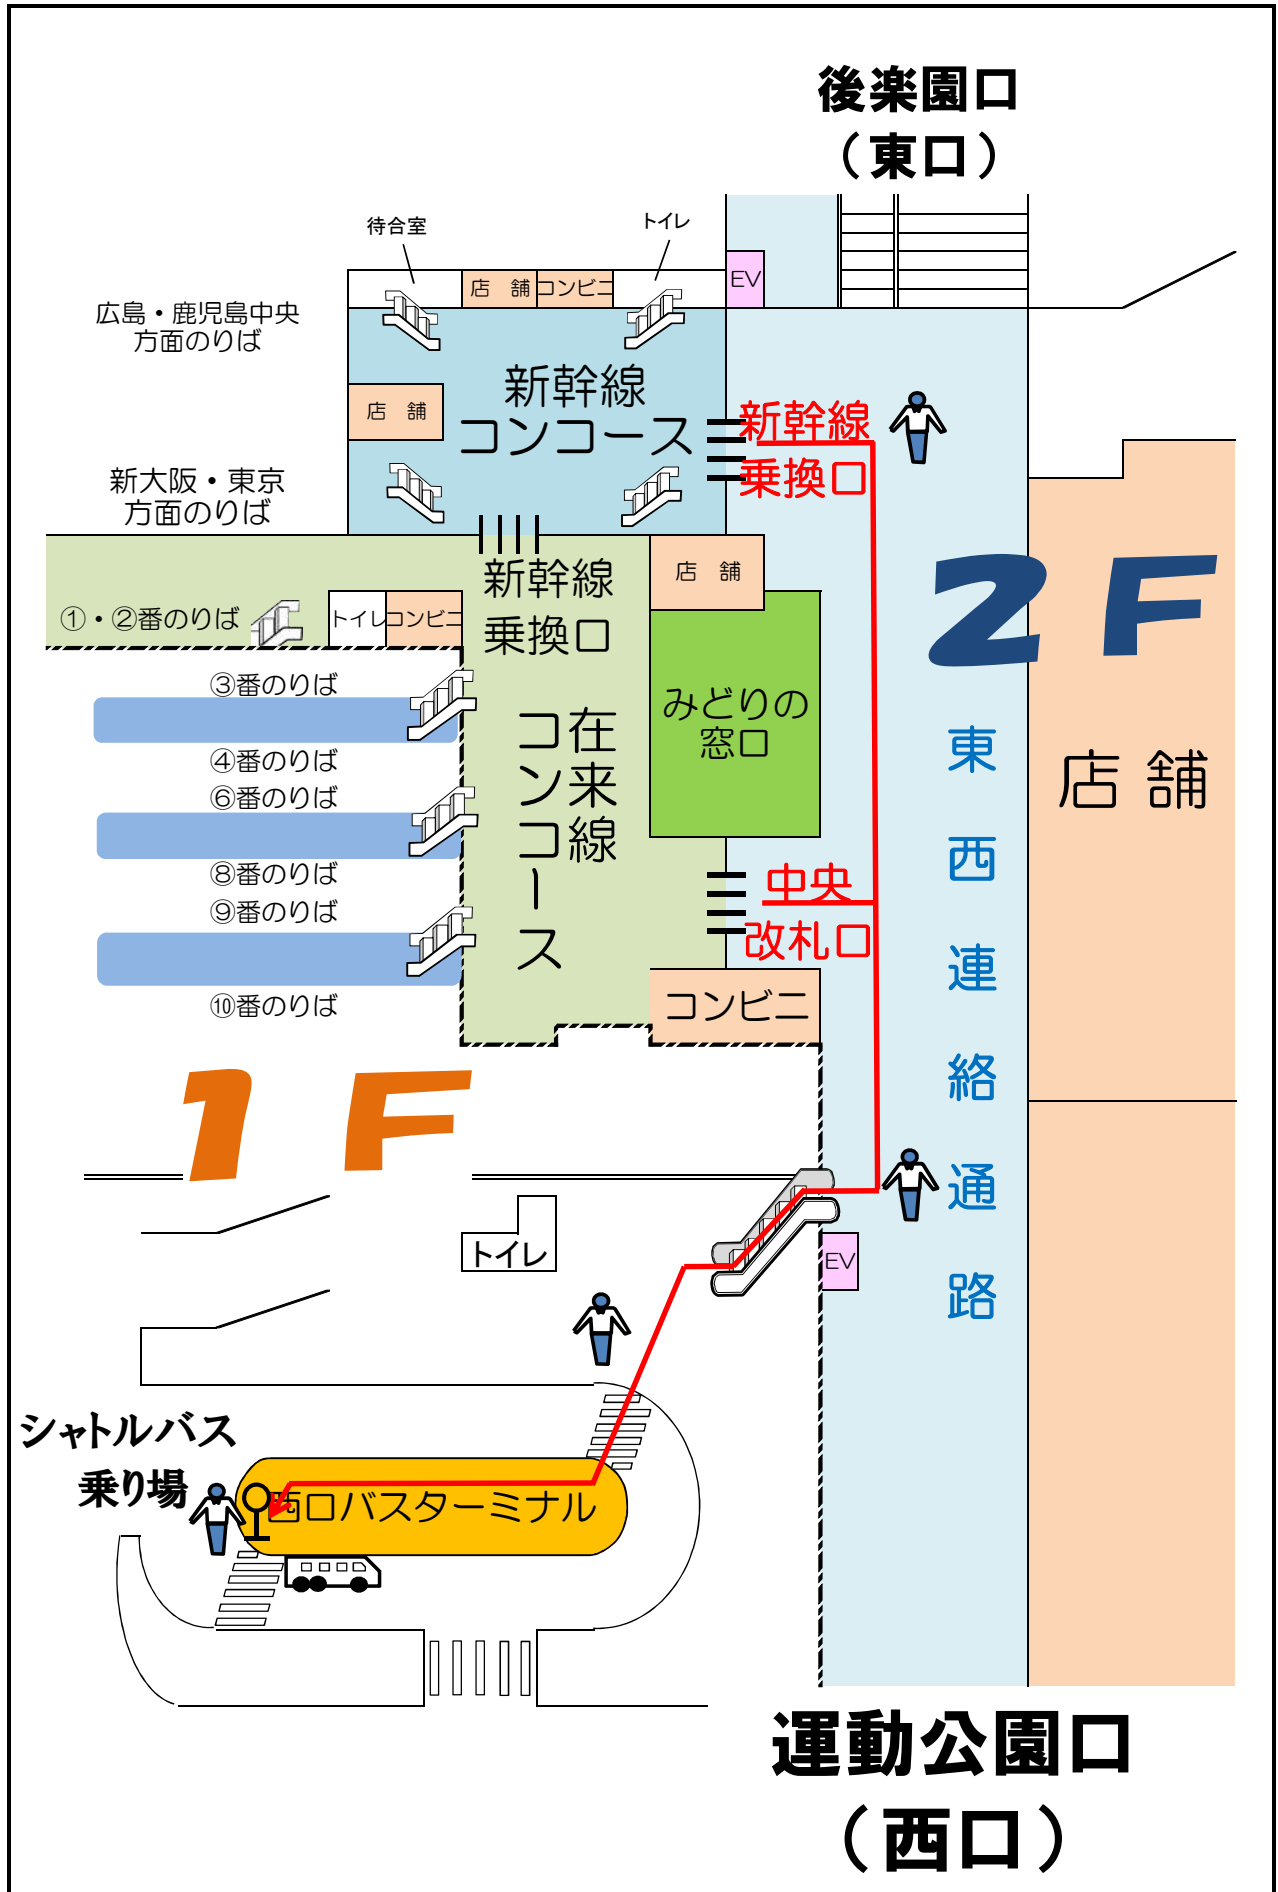 後楽園口
（東口）
待合室
トイレ
EV
店　舗
コンビニ
広島・鹿児島中央
方面のりば
新幹線
コンコース
店　舗
新幹線
乗換口
新大阪・東京
方面のりば
新幹線
乗換口
店　舗
2F
①・②番のりば
トイレ
コンビニ
③番のりば
みどりの
窓口
在来線
コンコース
東西連絡通路
店舗
④番のりば
⑥番のりば
⑧番のりば
⑨番のりば
中央
改札口
⑩番のりば
コンビニ
1F
トイレ
EV
シャトルバス
乗り場
西口バスターミナル
運動公園口
（西口）